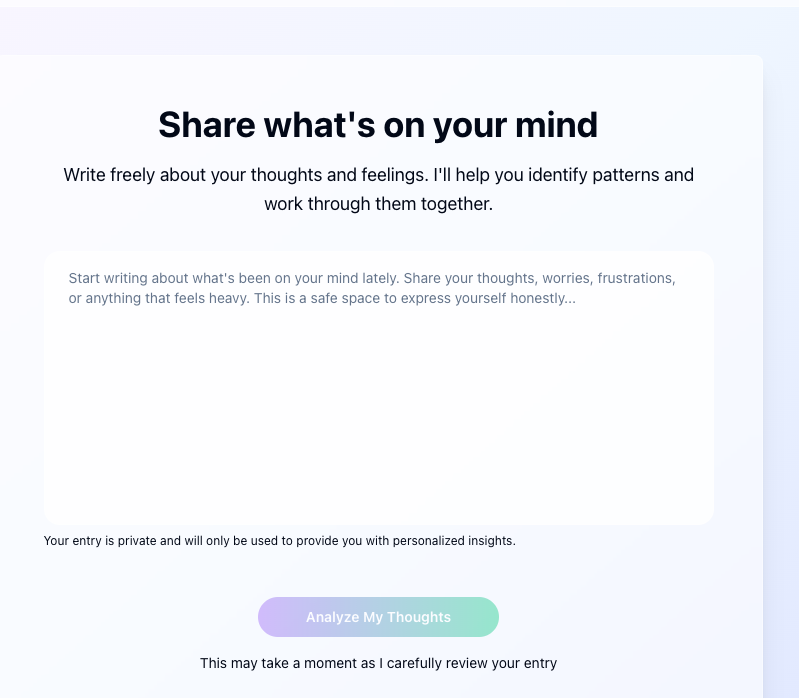 Share what's on your mind
Write freely about your thoughts and feelings. I'll help you identify patterns and
work through them together.
Start writing about what's been on your mind lately. Share your thoughts, worries, frustrations,
or anything that feels heavy. This is a safe space to express yourself honestly...
Your entry is private and will only be used to provide you with personalized insights.
Analyze My Thoughts
This may take a moment as I carefully review your entry